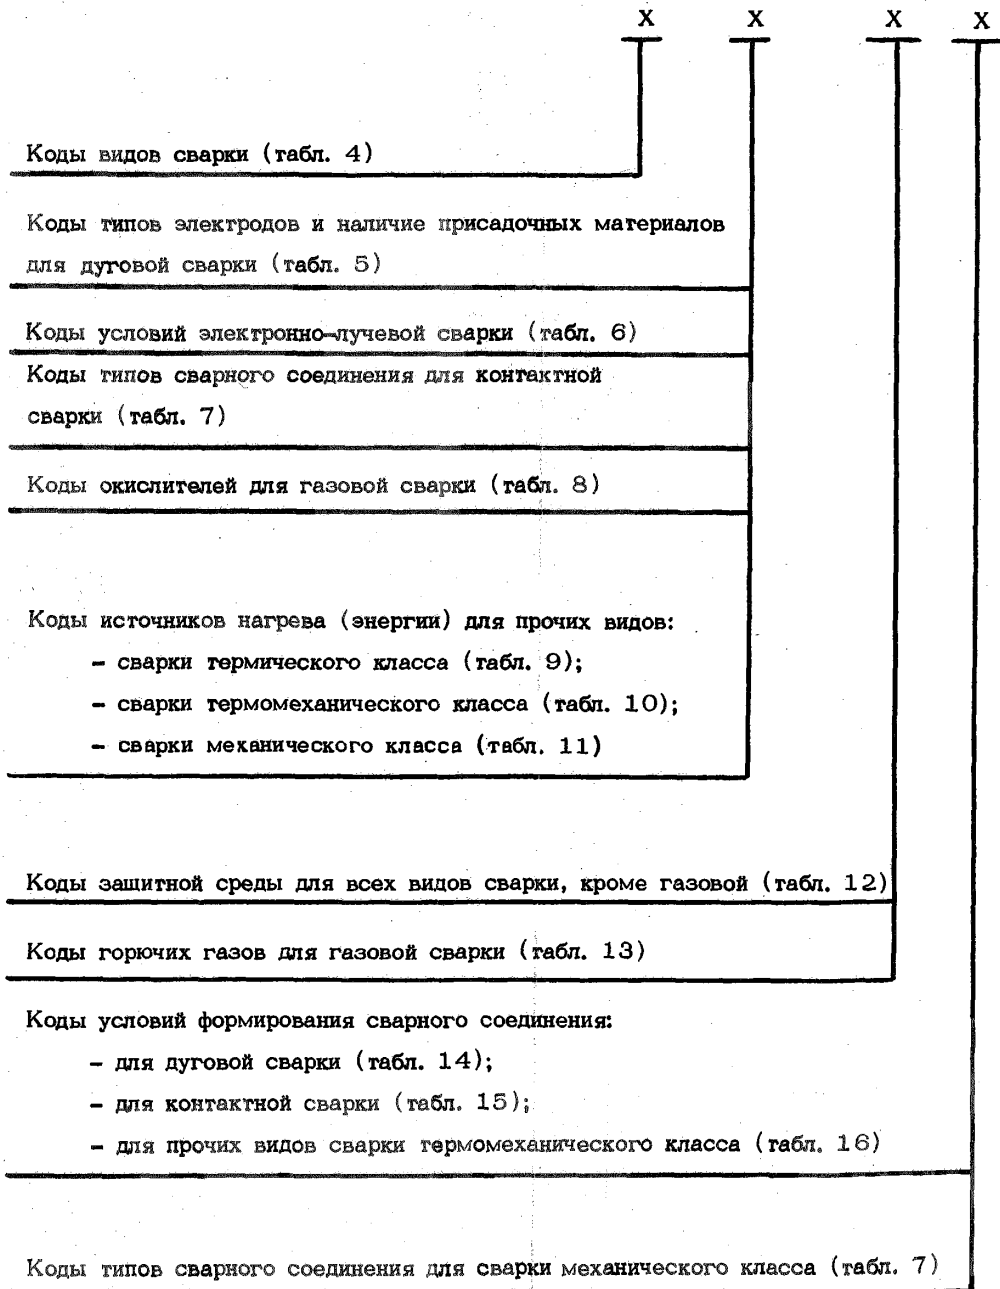 X X X X
Коды видов сварки (табл. 4)
Коды типов электродов и наличие присадочных материалов
для дуговой сварки (табл. 5)
Коды условий электронно-лучевой сварки (табл. 6)
Коды типов сварного соединения для контактной
сварки (табл. 7)
Коды окислителей для газовой сварки (табл. 8)
Коды источников нагрева (энергии) для прочих видов:
– сварки термического класса (табл. 9);
– сварки термомеханического класса (табл. 10);
– сварки механического класса (табл. 11)
Коды защитной среды для всех видов сварки, кроме газовой (табл. 12)
Коды горючих газов для газовой сварки (табл. 13)
Коды условий формирования сварного соединения:
– для дуговой сварки (табл. 14);
– для контактной сварки (табл. 15);
– для прочих видов сварки термомеханического класса (табл. 16)
Коды типов сварного соединения для сварки механического класса (табл. 7)